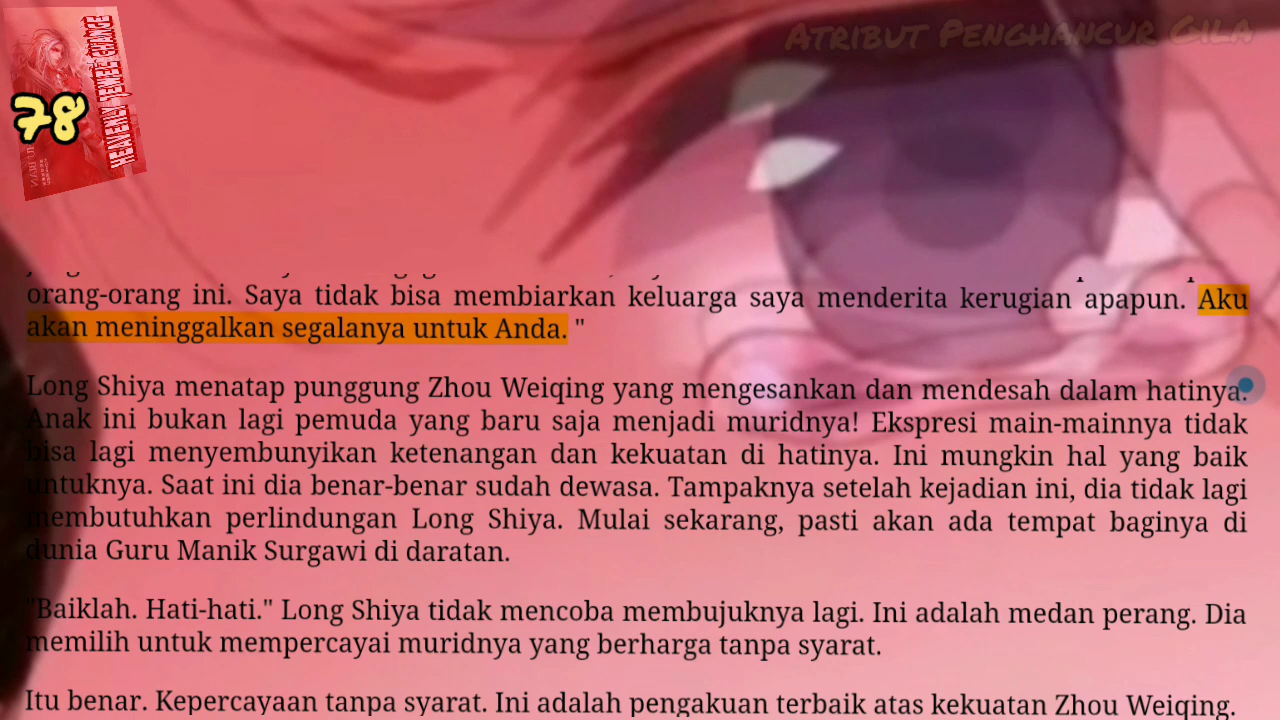 Atribut Penghancur Gila
HEAVENLY JEWEL CHANGE
78
orang-orang ini. Saya tidak bisa membiarkan keluarga saya menderita kerugian apapun. Aku
akan meninggalkan segalanya untuk Anda. "
Long Shiya menatap punggung Zhou Weiqing yang mengesankan dan mendesah dalam hatinya.
Anak ini bukan lagi pemuda yang baru saja menjadi muridnya! Ekspresi main-mainnya tidak
bisa lagi menyembunyikan ketenangan dan kekuatan di hatinya. Ini mungkin hal yang baik
untuknya. Saat ini dia benar-benar sudah dewasa. Tampaknya setelah kejadian ini, dia tidak lagi
membutuhkan perlindungan Long Shiya. Mulai sekarang, pasti akan ada tempat baginya di
dunia Guru Manik Surgawi di daratan.
"Baiklah. Hati-hati." Long Shiya tidak mencoba membujuknya lagi. Ini adalah medan perang. Dia
memilih untuk mempercayai muridnya yang berharga tanpa syarat.
Itu benar. Kepercayaan tanpa syarat. Ini adalah pengakuan terbaik atas kekuatan Zhou Weiqing.